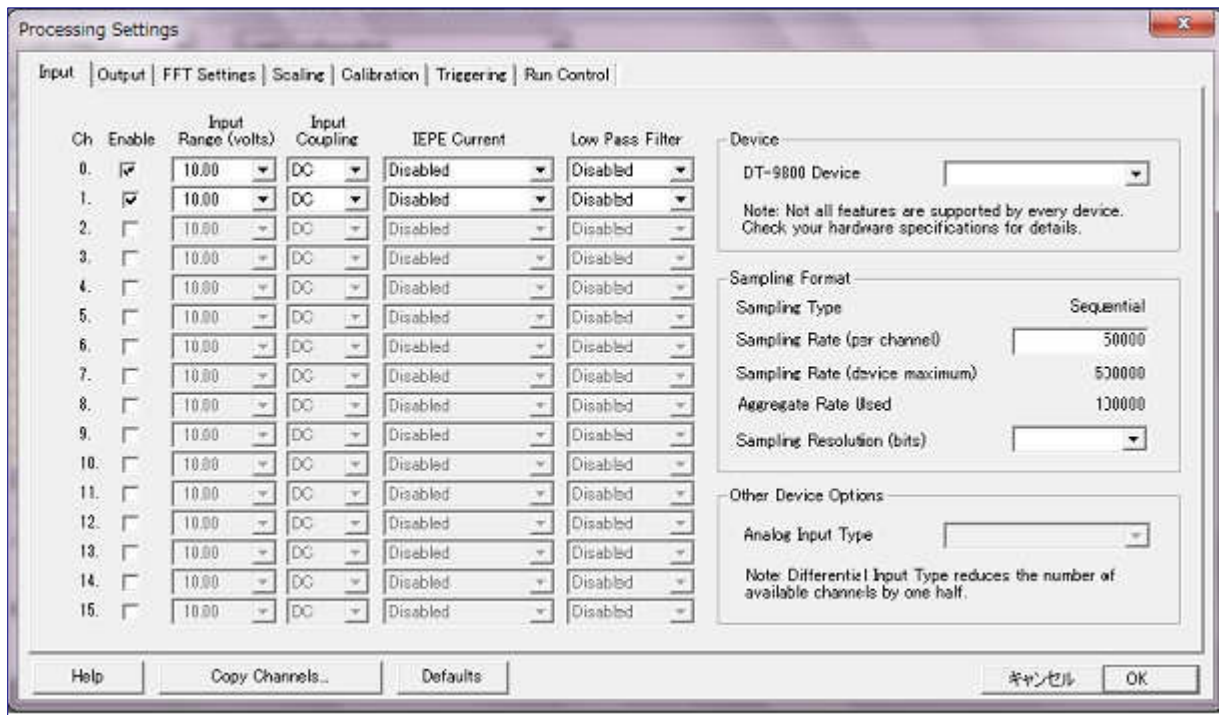 Processing Settings
Input Output FFT Settings Scaling Calibration Triggering Run Control
Ch Enable Input Range (volts) Input Coupling IEPE Current Low Pass Filter
0. 10.00 DC Disabled Disabled
1. 10.00 DC Disabled Disabled
2. 10.00 DC Disabled Disabled
3. 10.00 DC Disabled Disabled
4. 10.00 DC Disabled Disabled
5. 10.00 DC Disabled Disabled
6. 10.00 DC Disabled Disabled
7. 10.00 DC Disabled Disabled
8. 10.00 DC Disabled Disabled
9. 10.00 DC Disabled Disabled
10. 10.00 DC Disabled Disabled
11. 10.00 DC Disabled Disabled
12. 10.00 DC Disabled Disabled
13. 10.00 DC Disabled Disabled
14. 10.00 DC Disabled Disabled
15. 10.00 DC Disabled Disabled
Device
DT-9800 Device
Note: Not all features are supported by every device.
Check your hardware specifications for details.
Sampling Format
Sampling Type Sequential
Sampling Rate (per channel) 50000
Sampling Rate (device maximum) 500000
Aggregate Rate Used 100000
Sampling Resolution (bits)
Other Device Options
Analog Input Type
Note: Differential Input Type reduces the number of
available channels by one half.
Help Copy Channels... Defaults キャンセル OK